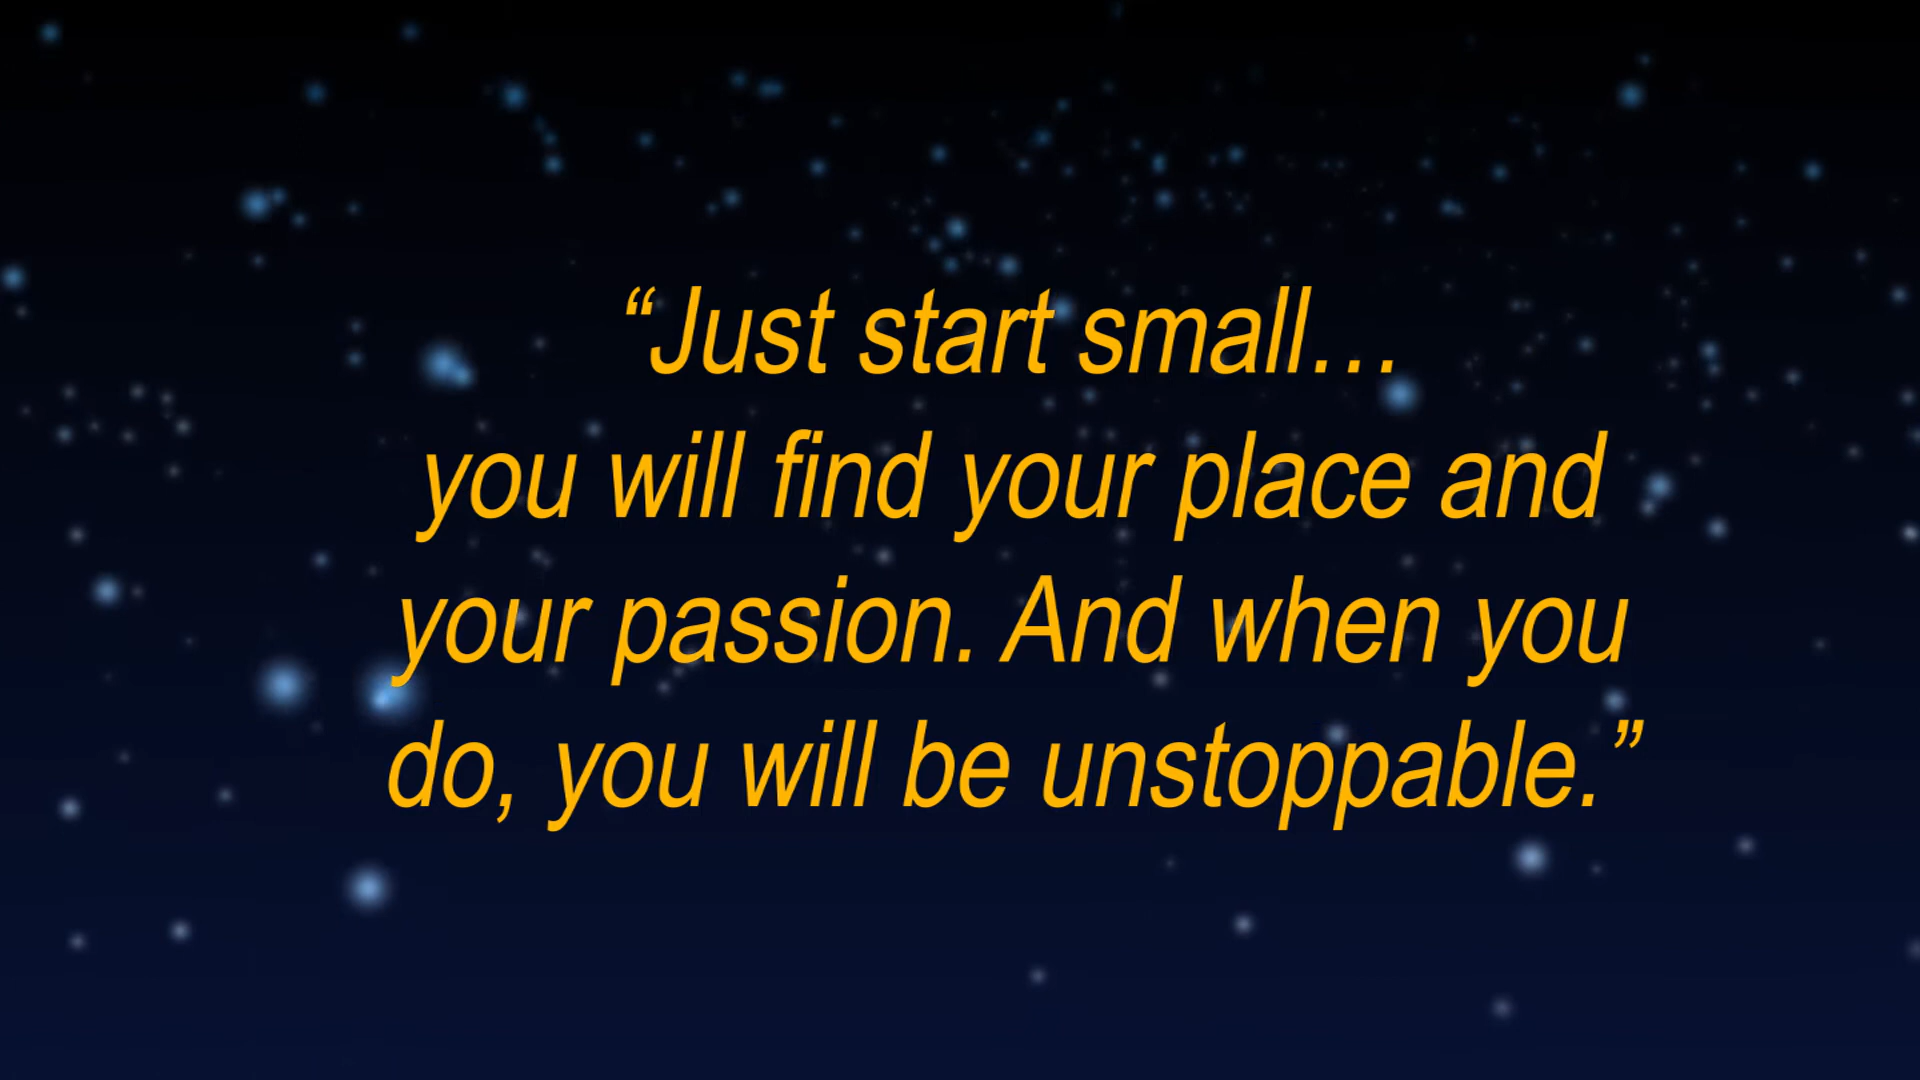 “Just start small…
you will find your place and
your passion. And when you
do, you will be unstoppable.”